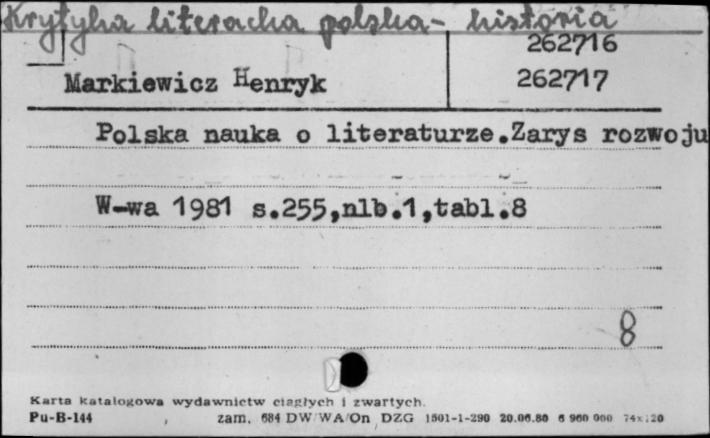 Krytyka literacka polska - historia
262716
Markiewicz Henryk 262717
Polska nauka o literaturze.Zarys rozwoju
W-wa 1981 s.255,nlb.1,tabl.8
8
Karta katalogowa wydawnictw ciągłych i zwartych.
Pu-B-144 zam. 684 DW/WA/On DZG 1501-1-290 20.06.80 6 960 000 74x120